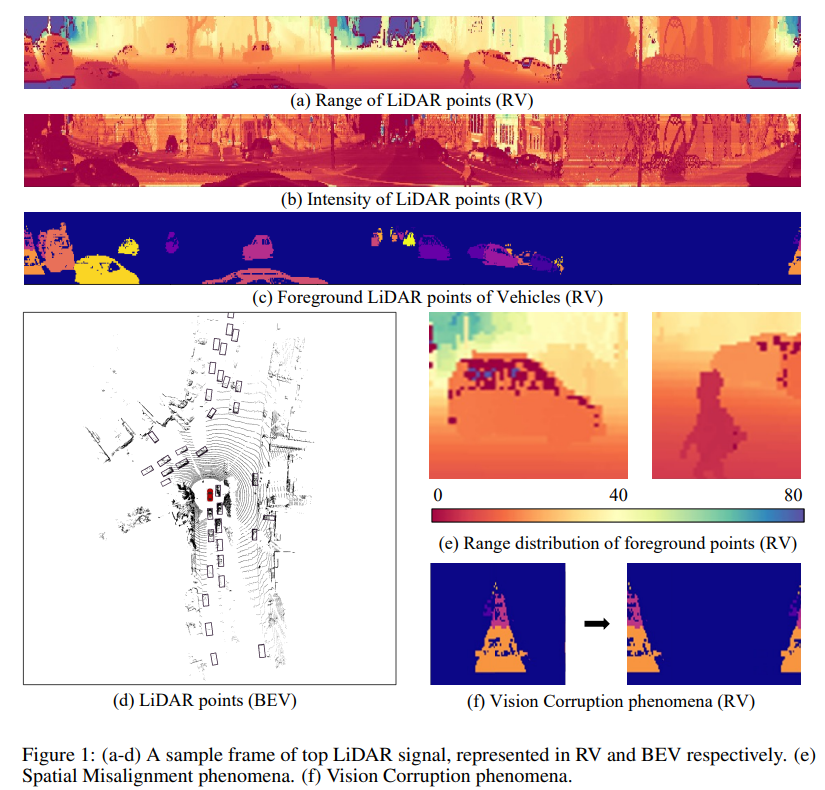 (a) Range of LiDAR points (RV)
(b) Intensity of LiDAR points (RV)
(c) Foreground LiDAR points of Vehicles (RV)
(d) LiDAR points (BEV)
0 40 80
(e) Range distribution of foreground points (RV)
(f) Vision Corruption phenomena (RV)
Figure 1: (a-d) A sample frame of top LiDAR signal, represented in RV and BEV respectively. (e)
Spatial Misalignment phenomena. (f) Vision Corruption phenomena.